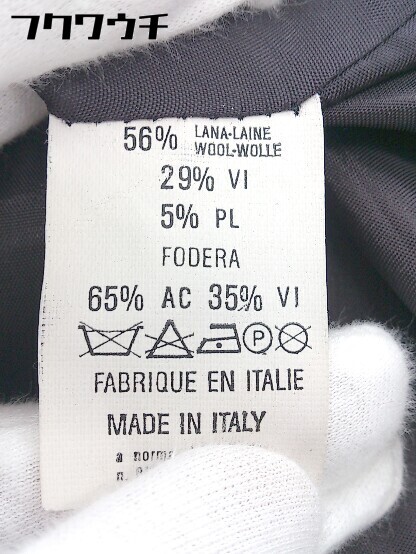 フクワウチ
56% LANA-LAINE
WOOL-WOLLE
29% VI
5% PL
FODERA
65% AC 35% VI
P
FABRIQUE EN ITALIE
MADE IN ITALY
a norma
n.